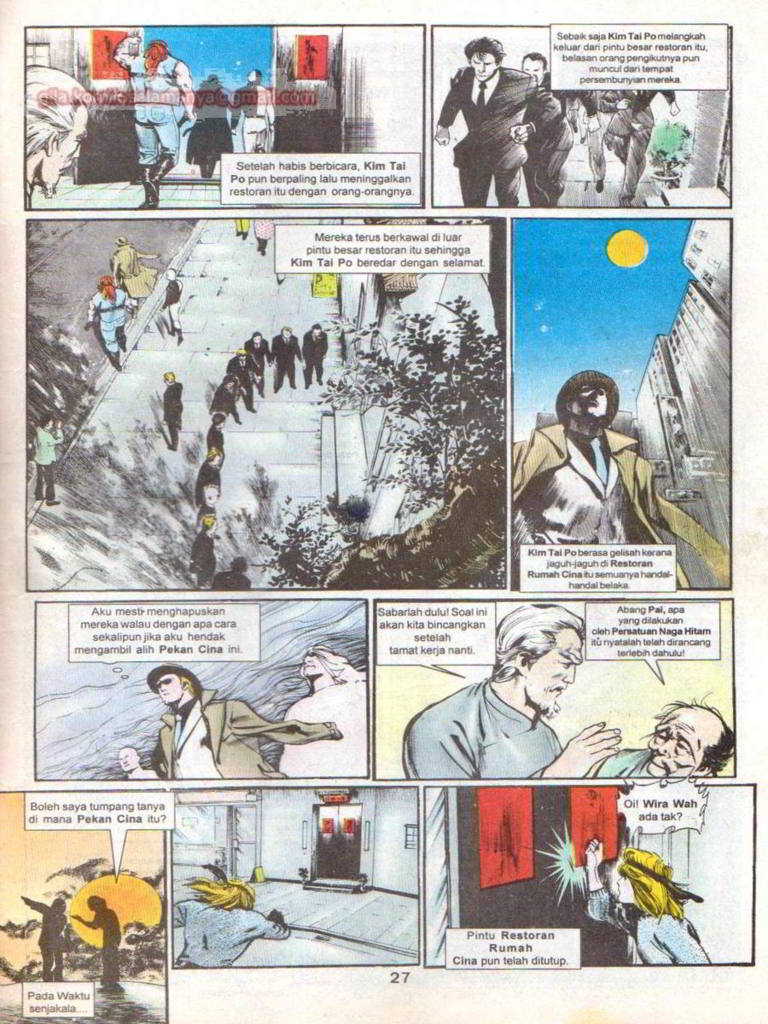 Setelah habis berbicara, Kim Tai
Po pun berpaling lalu meninggalkan
restoran itu dengan orang-orangnya.
Sebaik saja Kim Tai Po melangkah
keluar dari pintu besar restoran itu,
belasan orang pengikutnya pun
muncul dari tempat
persembunyian mereka.
Mereka terus berkawal di luar
pintu besar restoran itu sehingga
Kim Tai Po beredar dengan selamat.
Kim Tai Po berasa gelisah kerana
jaguh-jaguh di Restoran
Rumah Cina itu semuanya handal-
handal belaka.
Aku mesti menghapuskan
mereka walau dengan apa cara
sekalipun jika aku hendak
mengambil alih Pekan Cina ini.
Sabarlah dulu! Soal ini
akan kita bincangkan
setelah
tamat kerja nanti.
Abang Pai, apa
yang dilakukan
oleh Persatuan Naga Hitam
itu nyatalah telah dirancang
terlebih dahulu!
Boleh saya tumpang tanya
di mana Pekan Cina itu?
Pada Waktu
senjakala....
Oi! Wira Wah
ada tak?
Pintu Restoran
Rumah
Cina pun telah ditutup.
27